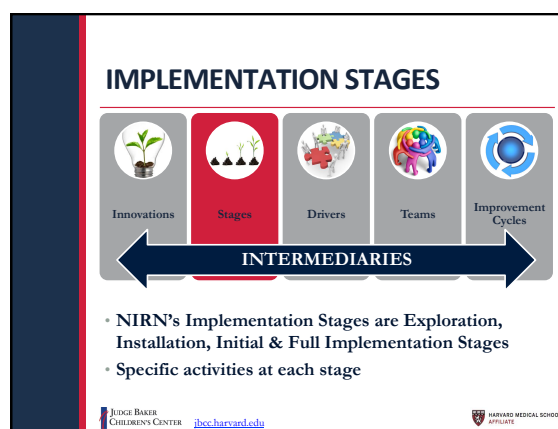 IMPLEMENTATION STAGES
Innovations
Stages
Drivers
Teams
Improvement
Cycles
INTERMEDIARIES
• NIRN's Implementation Stages are Exploration,
Installation, Initial & Full Implementation Stages
• Specific activities at each stage
JUDGE BAKER
CHILDREN'S CENTER jbcc.harvard.edu
HARVARD MEDICAL SCHOO
AFFILIATE